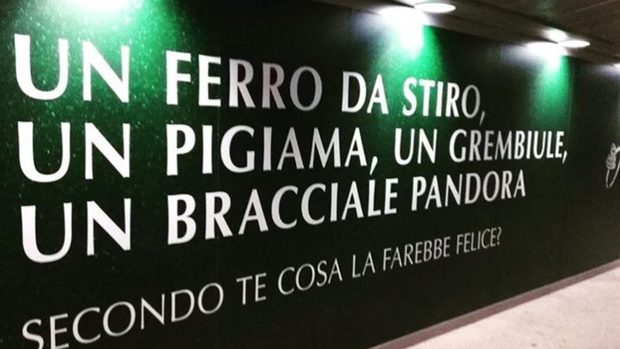 UN FERRO DA STIRO,
UN PIGIAMA, UN GREMBIULE,
UN BRACCIALE PANDORA
SECONDO TE COSA LA FAREBBE FELICE?